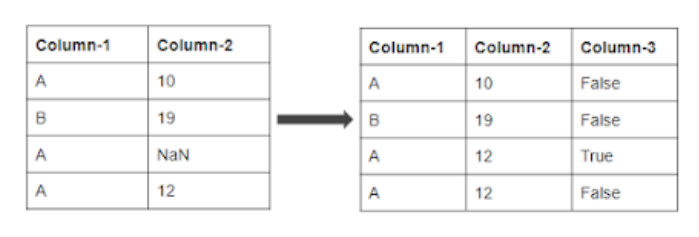 Column-1 Column-2
A 10
B 19
A NaN
A 12
Column-1 Column-2 Column-3
A 10 False
B 19 False
A 12 True
A 12 False